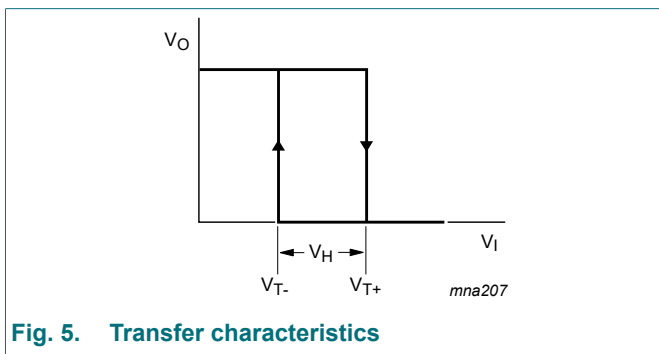 VO
VH
VI
VT-
VT+
mna207
Fig. 5. Transfer characteristics